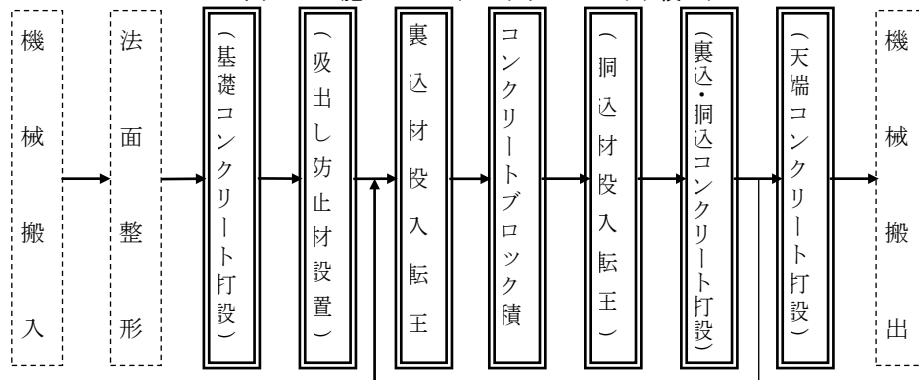 機械搬入
法面整形
(基礎コンクリート打設)
(吸出し防止材設置)
裏込材投入転圧
コンクリートブロック積
(胴込材投入転圧)
(裏込・胴込コンクリート打設)
(天端コンクリート打設)
機械搬出